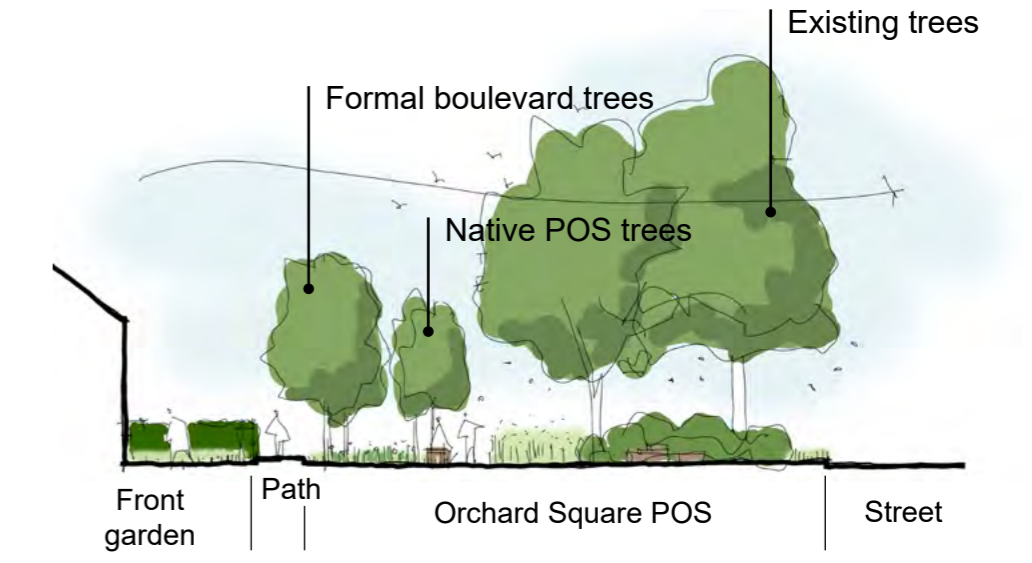 Existing trees
Formal boulevard trees
Native POS trees
Front
garden
Path
Orchard Square POS
Street